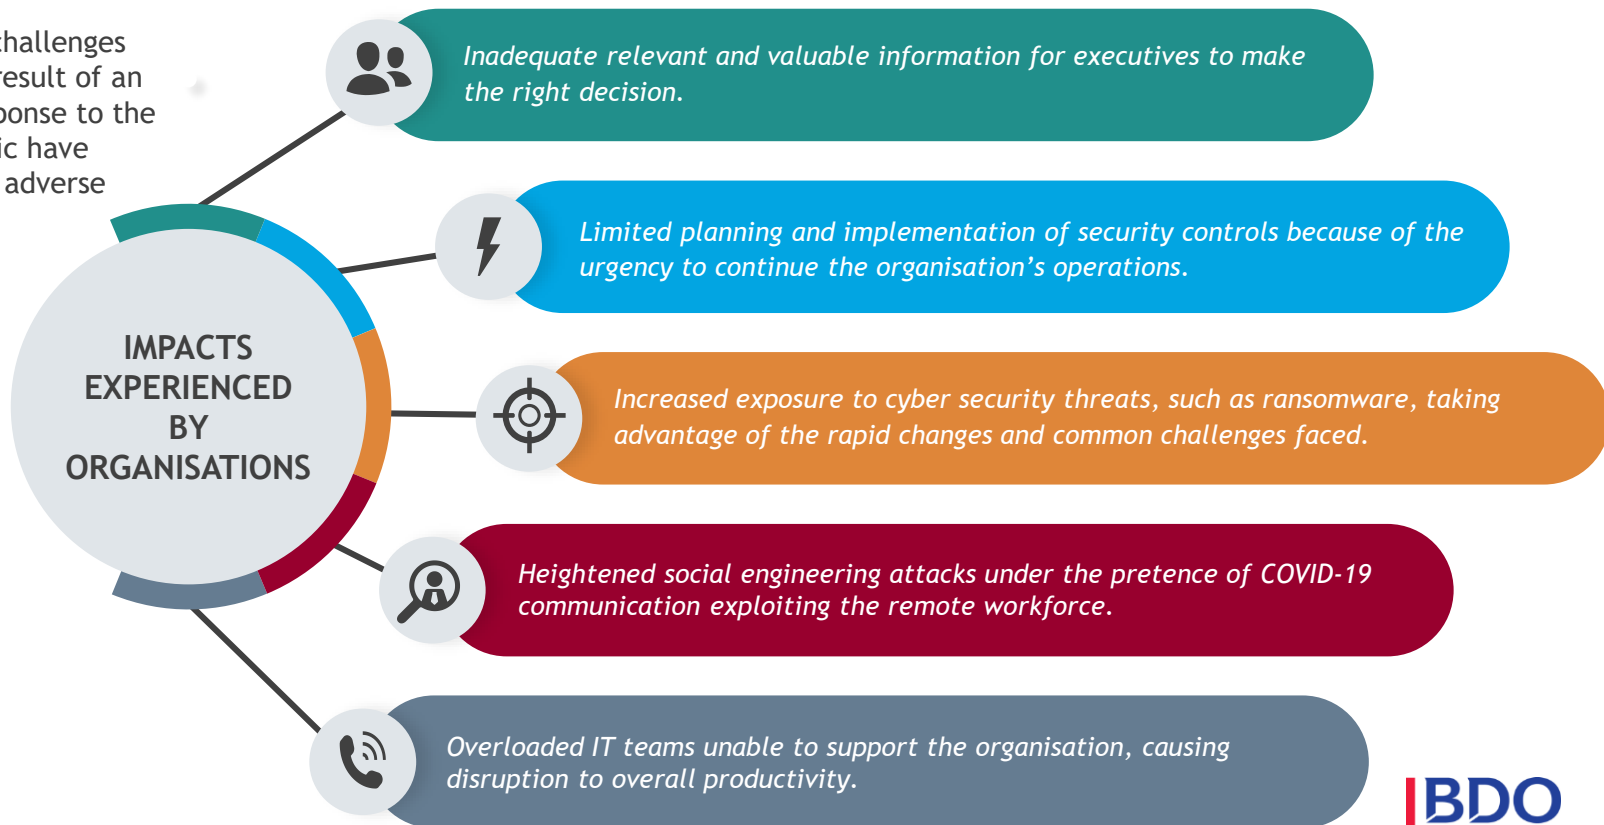 challenges
result of an
ponse to the
ic have
adverse
IMPACTS
EXPERIENCED
BY
ORGANISATIONS
Inadequate relevant and valuable information for executives to make
the right decision.
Limited planning and implementation of security controls because of the
urgency to continue the organisation’s operations.
Increased exposure to cyber security threats, such as ransomware, taking
advantage of the rapid changes and common challenges faced.
Heightened social engineering attacks under the pretence of COVID-19
communication exploiting the remote workforce.
Overloaded IT teams unable to support the organisation, causing
disruption to overall productivity.
BDO